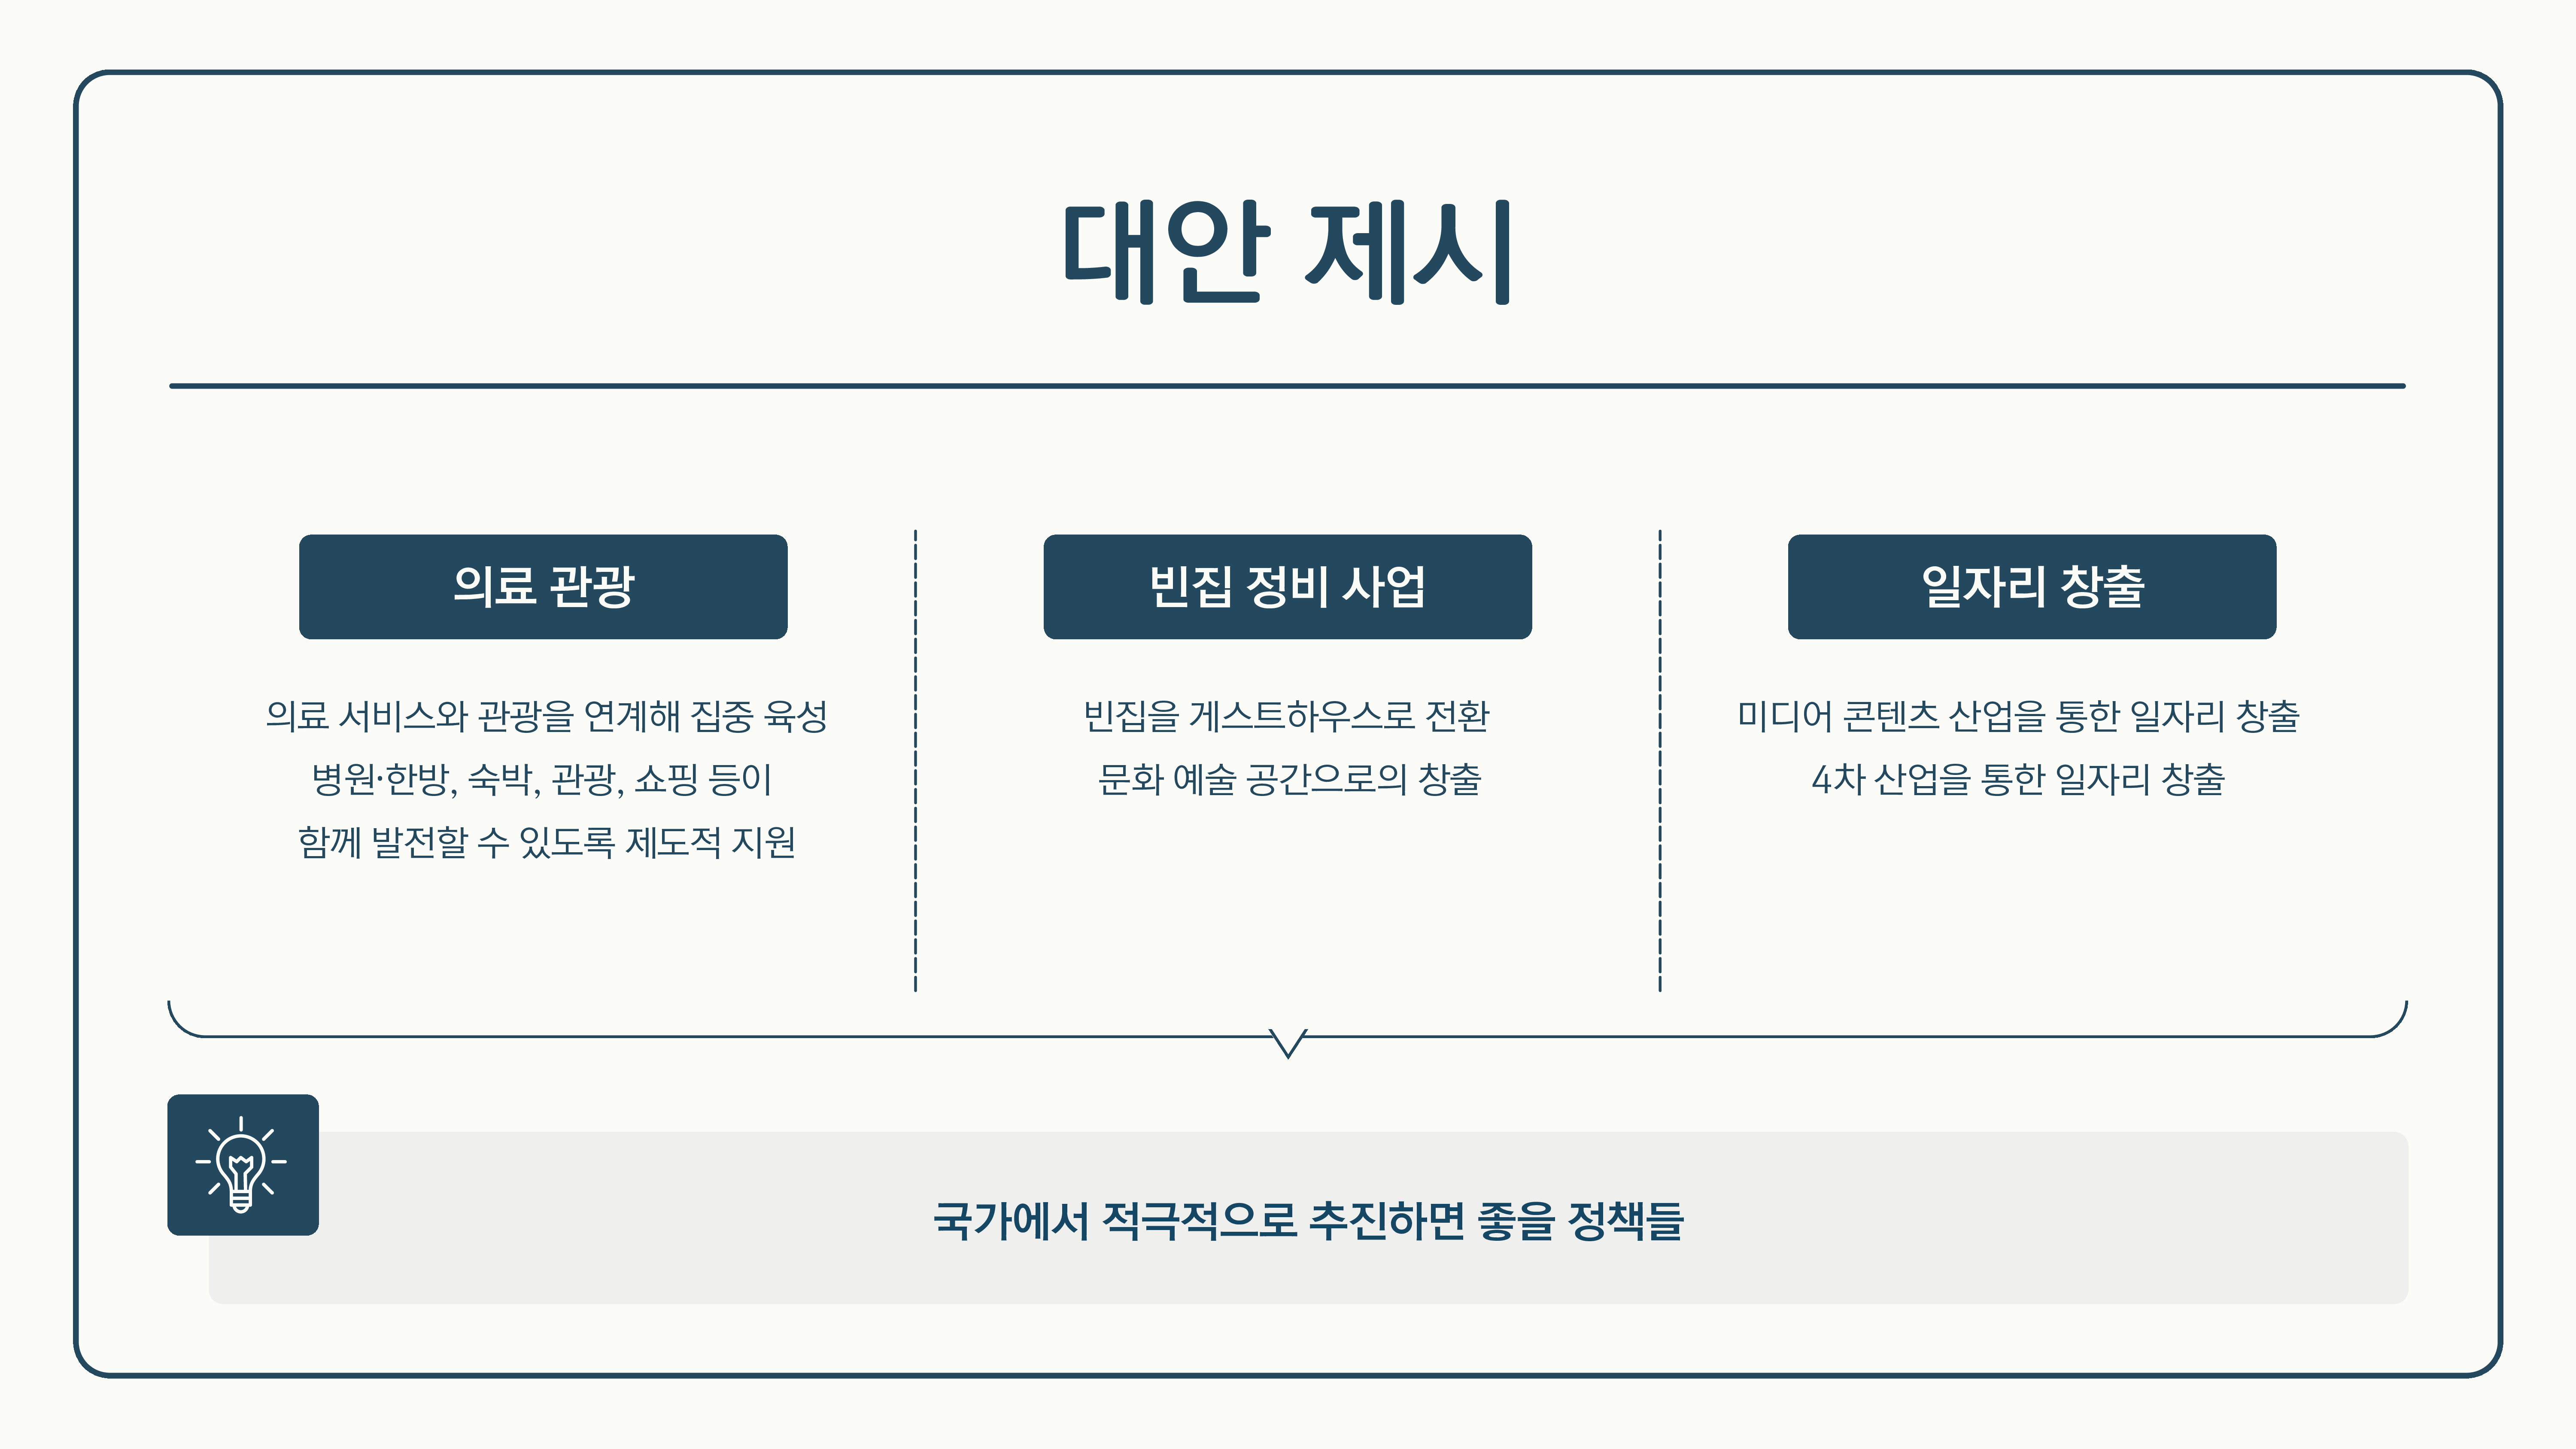 대안 제시
의료 관광
의료 서비스와 관광을 연계해 집중 육성
병원·한방, 숙박, 관광, 쇼핑 등이
함께 발전할 수 있도록 제도적 지원
빈집 정비 사업
빈집을 게스트하우스로 전환
문화 예술 공간으로의 창출
일자리 창출
미디어 콘텐츠 산업을 통한 일자리 창출
4차 산업을 통한 일자리 창출
국가에서 적극적으로 추진하면 좋을 정책들